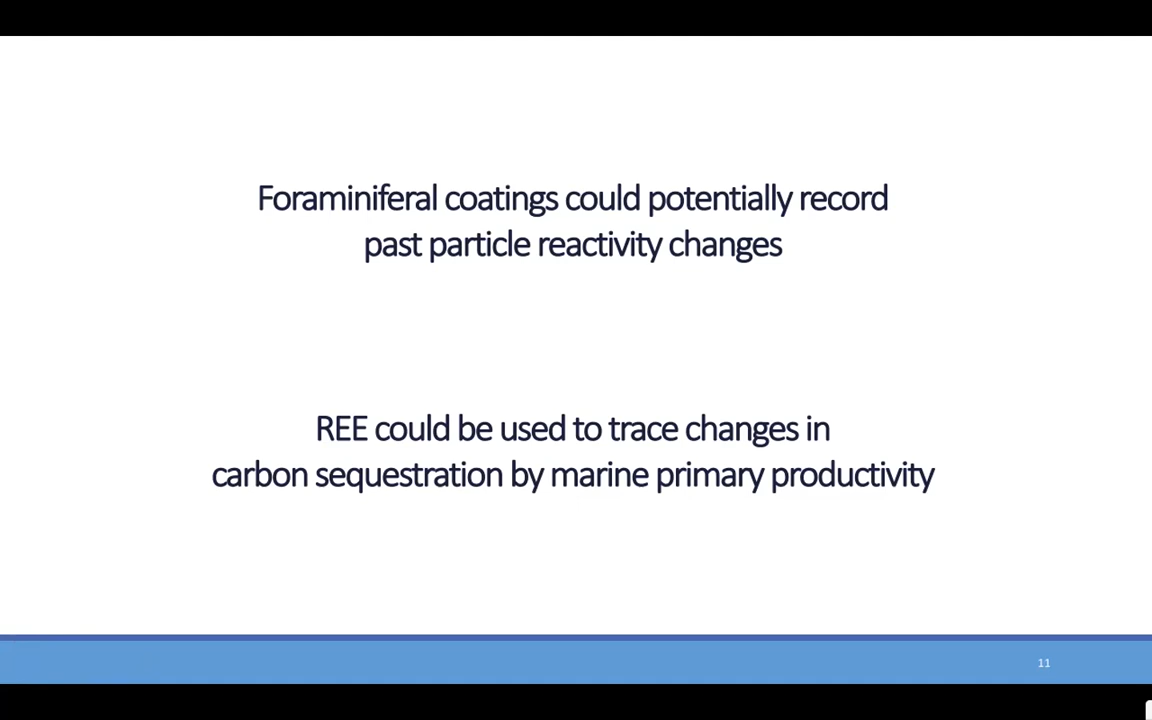 Foraminiferal coatings could potentially record
past particle reactivity changes
REE could be used to trace changes in
carbon sequestration by marine primary productivity
11